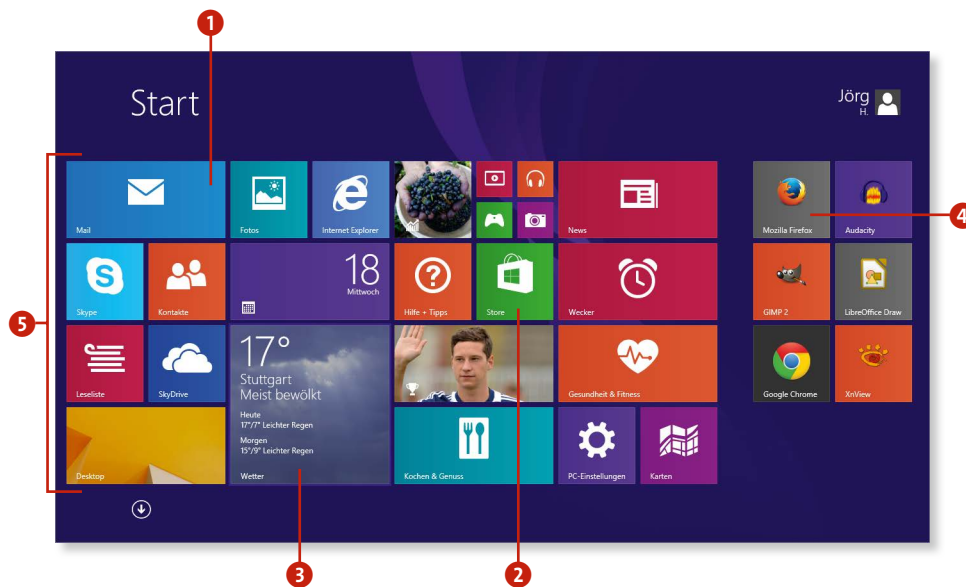 1
Start
Jörg
H.
5
Mail
Fotos
Internet Explorer
News
Mozilla Firefox
Audacity
4
18
Mittwoch
Skype
Kontakte
Hilfe + Tipps
Store
Wecker
GIMP 2
LibreOffice Draw
17°
Stuttgart
Meist bewölkt
Heute
17°/7° Leichter Regen
Morgen
15°/9° Leichter Regen
Wetter
Leseliste
SkyDrive
Gesundheit & Fitness
Google Chrome
XnView
Desktop
Kochen & Genuss
PC-Einstellungen
Karten
3
2